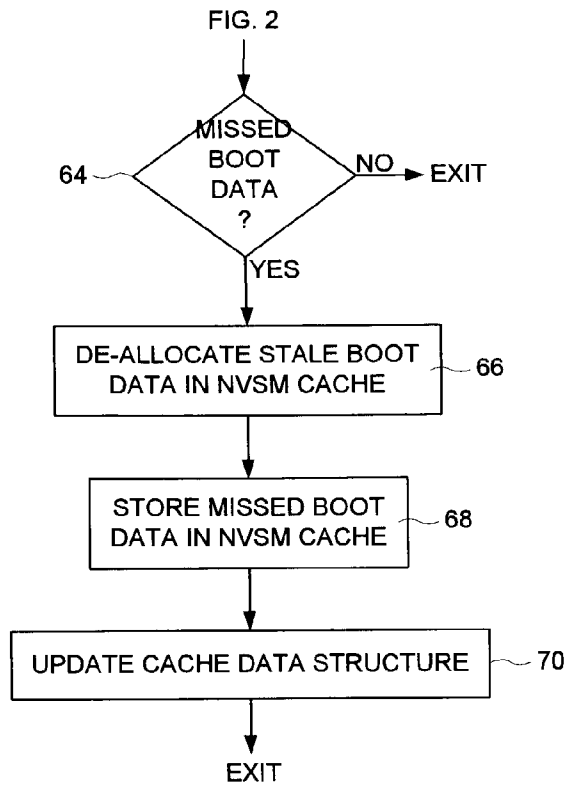 FIG. 2
MISSED
BOOT
DATA
?
64
NO
EXIT
YES
DE-ALLOCATE STALE BOOT
DATA IN NVSM CACHE
66
STORE MISSED BOOT
DATA IN NVSM CACHE
68
UPDATE CACHE DATA STRUCTURE
70
EXIT